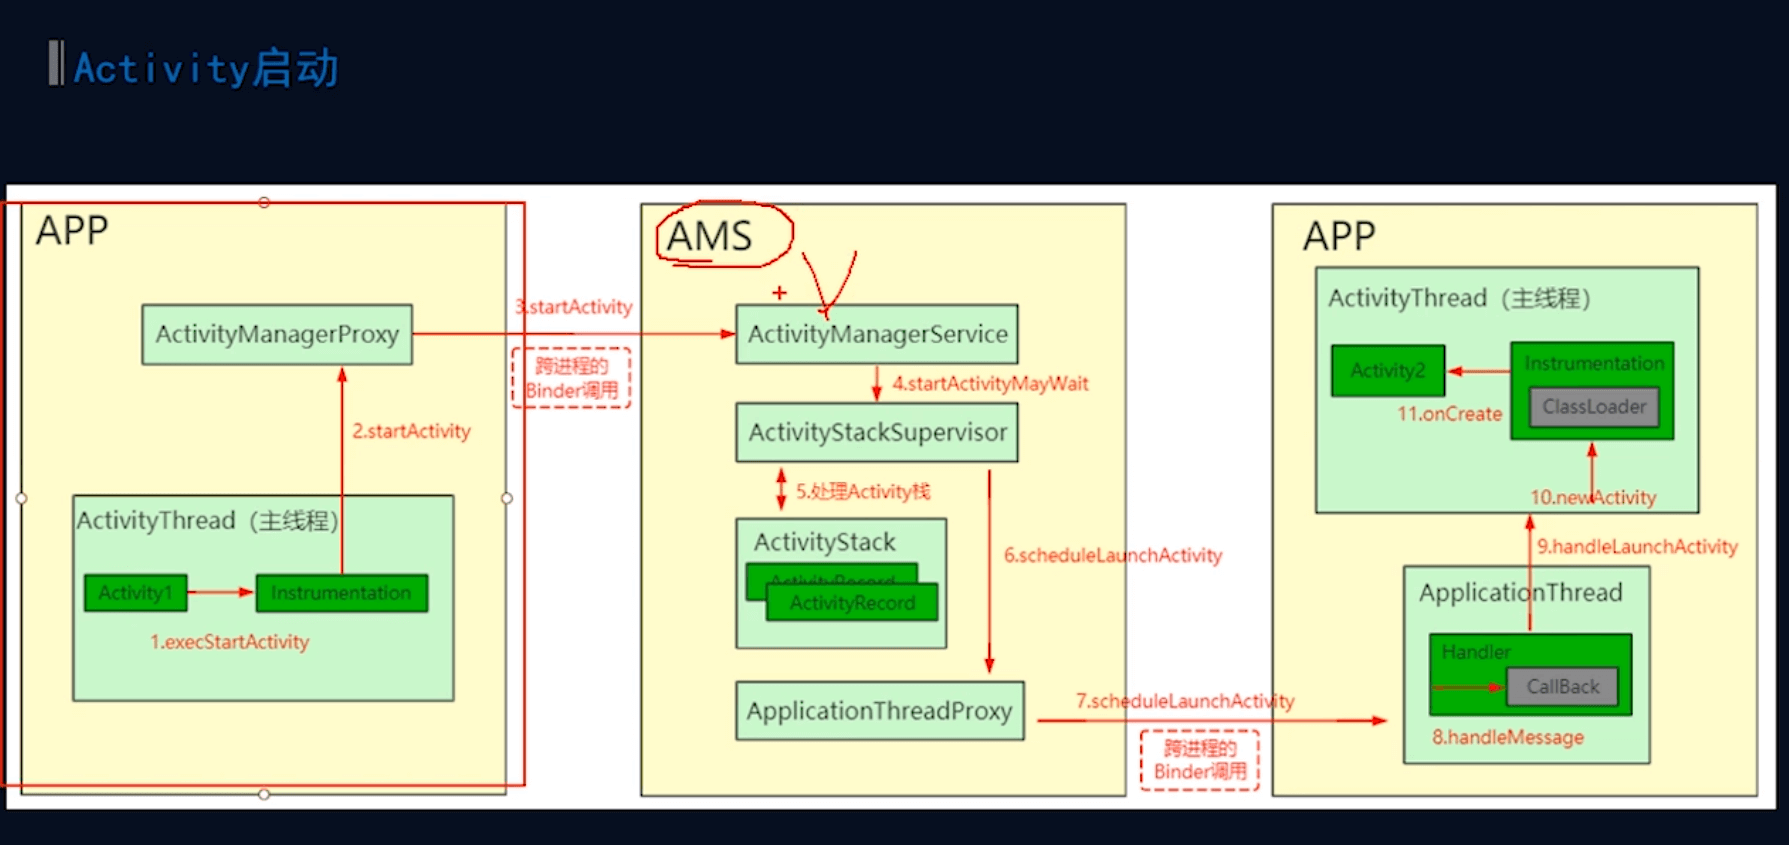 Activity启动
APP
ActivityManagerProxy
2.startActivity
ActivityThread（主线程）
Activity1
Instrumentation
1.execStartActivity
3.startActivity
跨进程的
Binder调用
AMS
ActivityManagerService
4.startActivityMayWait
ActivityStackSupervisor
5.处理Activity栈
ActivityStack
ActivityRecord
ActivityRecord
6.scheduleLaunchActivity
ApplicationThreadProxy
7.scheduleLaunchActivity
跨进程的
Binder调用
APP
ActivityThread（主线程）
Activity2
Instrumentation
ClassLoader
11.onCreate
10.newActivity
9.handleLaunchActivity
ApplicationThread
Handler
CallBack
8.handleMessage